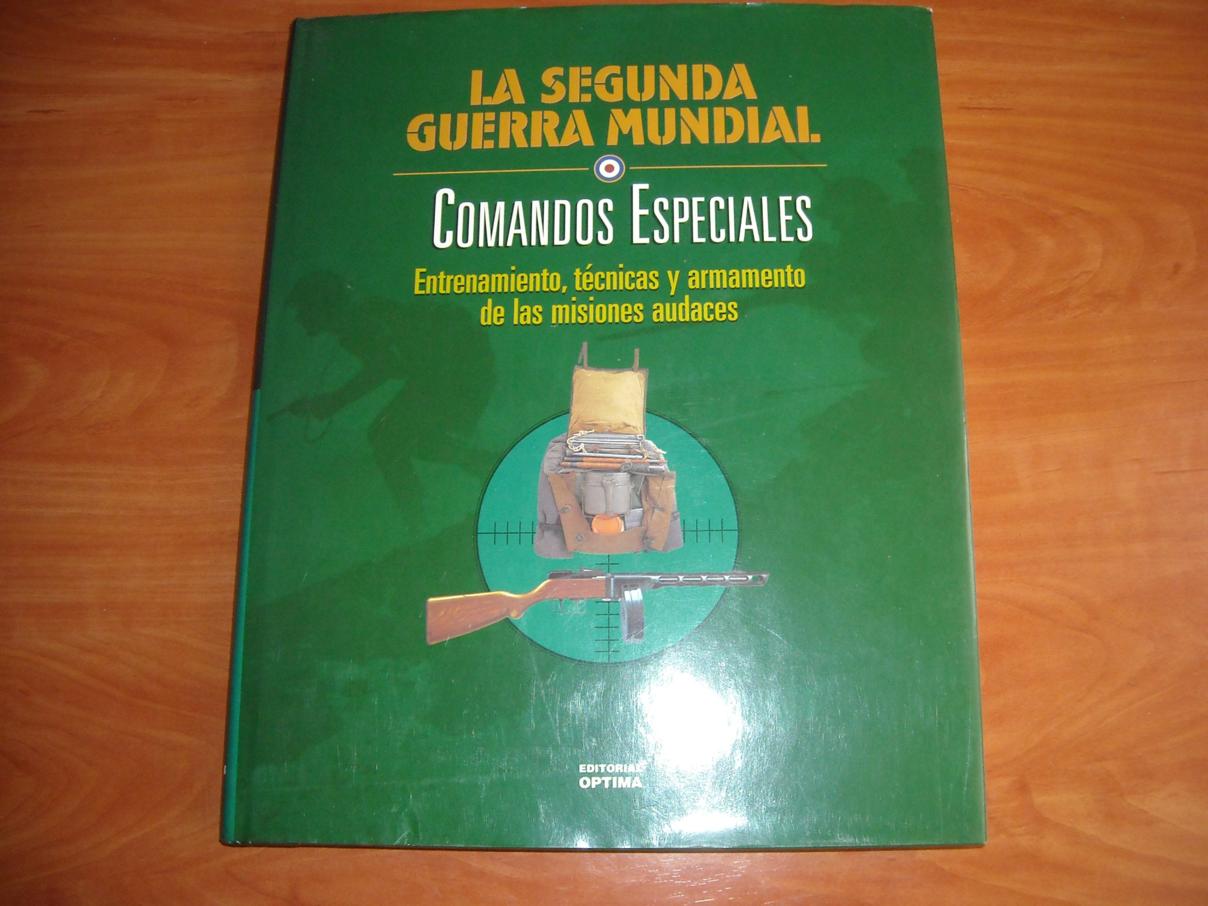 LA SEGUNDA
GUERRA MUNDIAL
COMANDOS ESPECIALES
Entrenamiento, técnicas y armamento
de las misiones audaces
EDITORIAL
OPTIMA